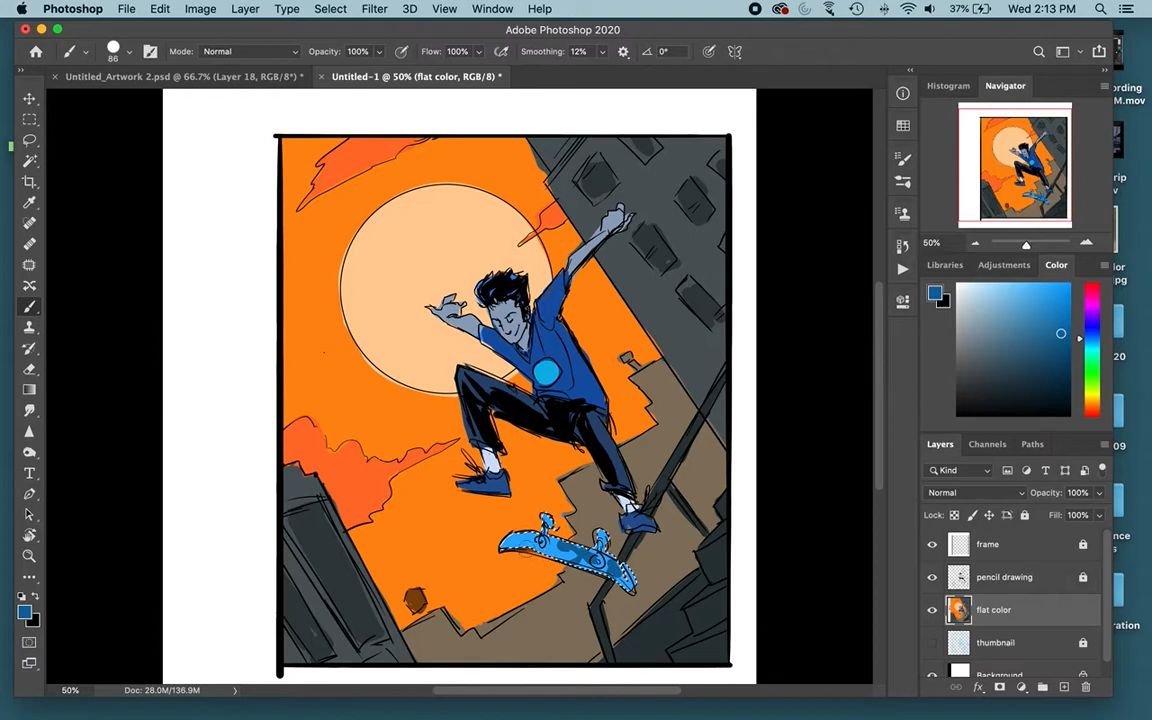 Photoshop File Edit Image Layer Type Select Filter 3D View Window Help 37% Wed 2:13 PM
Adobe Photoshop 2020
86 Mode: Normal Opacity: 100% Flow: 100% Smoothing: 12% 0°
Untitled_Artwork 2.psd @ 66.7% (Layer 18, RGB/8) * Untitled-1 @ 50% (flat color, RGB/8) *
Histogram Navigator
50%
Libraries Adjustments Color
Layers Channels Paths
Kind
Normal Opacity: 100%
Lock: Fill: 100%
frame
pencil drawing
flat color
thumbnail
Background
50% Doc: 28.0M/136.9M